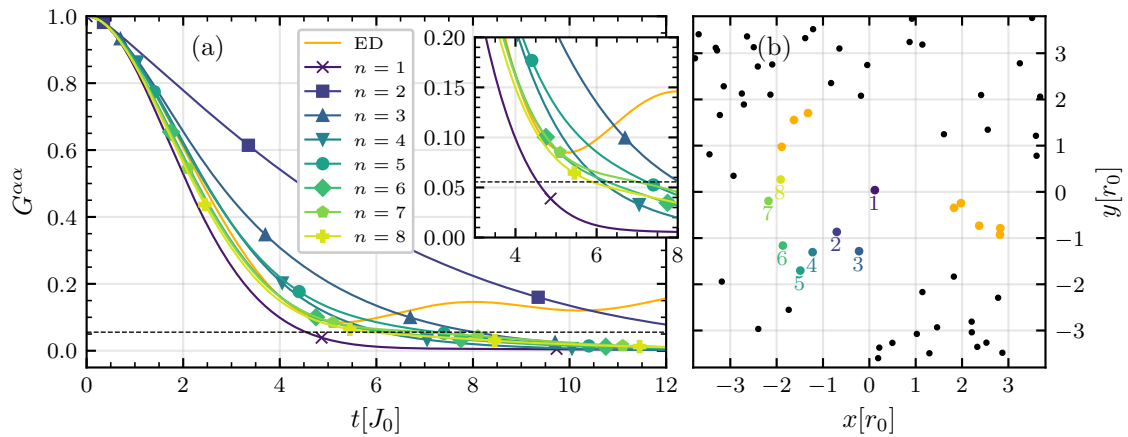 (a)
ED
n = 1
n = 2
n = 3
n = 4
n = 5
n = 6
n = 7
n = 8
G^{αα}
1.0
0.8
0.6
0.4
0.2
0.0
0 2 4 6 8 10 12
t[J_0]
0.20
0.15
0.10
0.05
0.00
4 6 8
(b)
1
2
3
4
5
6
7
8
3
2
1
0
−1
−2
−3
y[r_0]
−3 −2 −1 0 1 2 3
x[r_0]